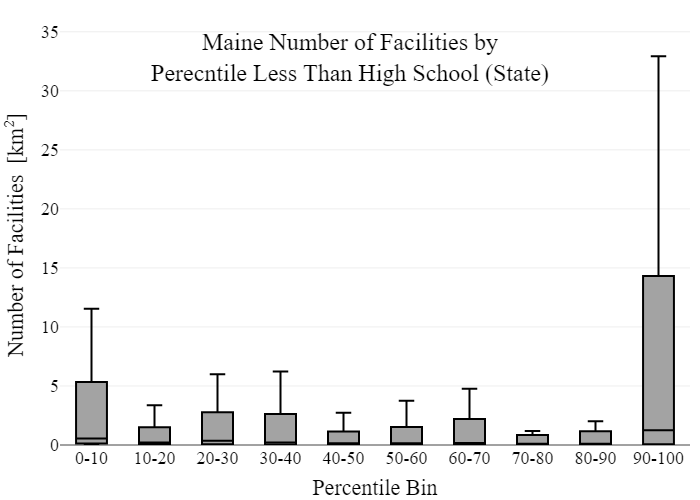 Maine Number of Facilities by
Perecntile Less Than High School (State)
Number of Facilities [km²]
35
30
25
20
15
10
5
0
0-10 10-20 20-30 30-40 40-50 50-60 60-70 70-80 80-90 90-100
Percentile Bin